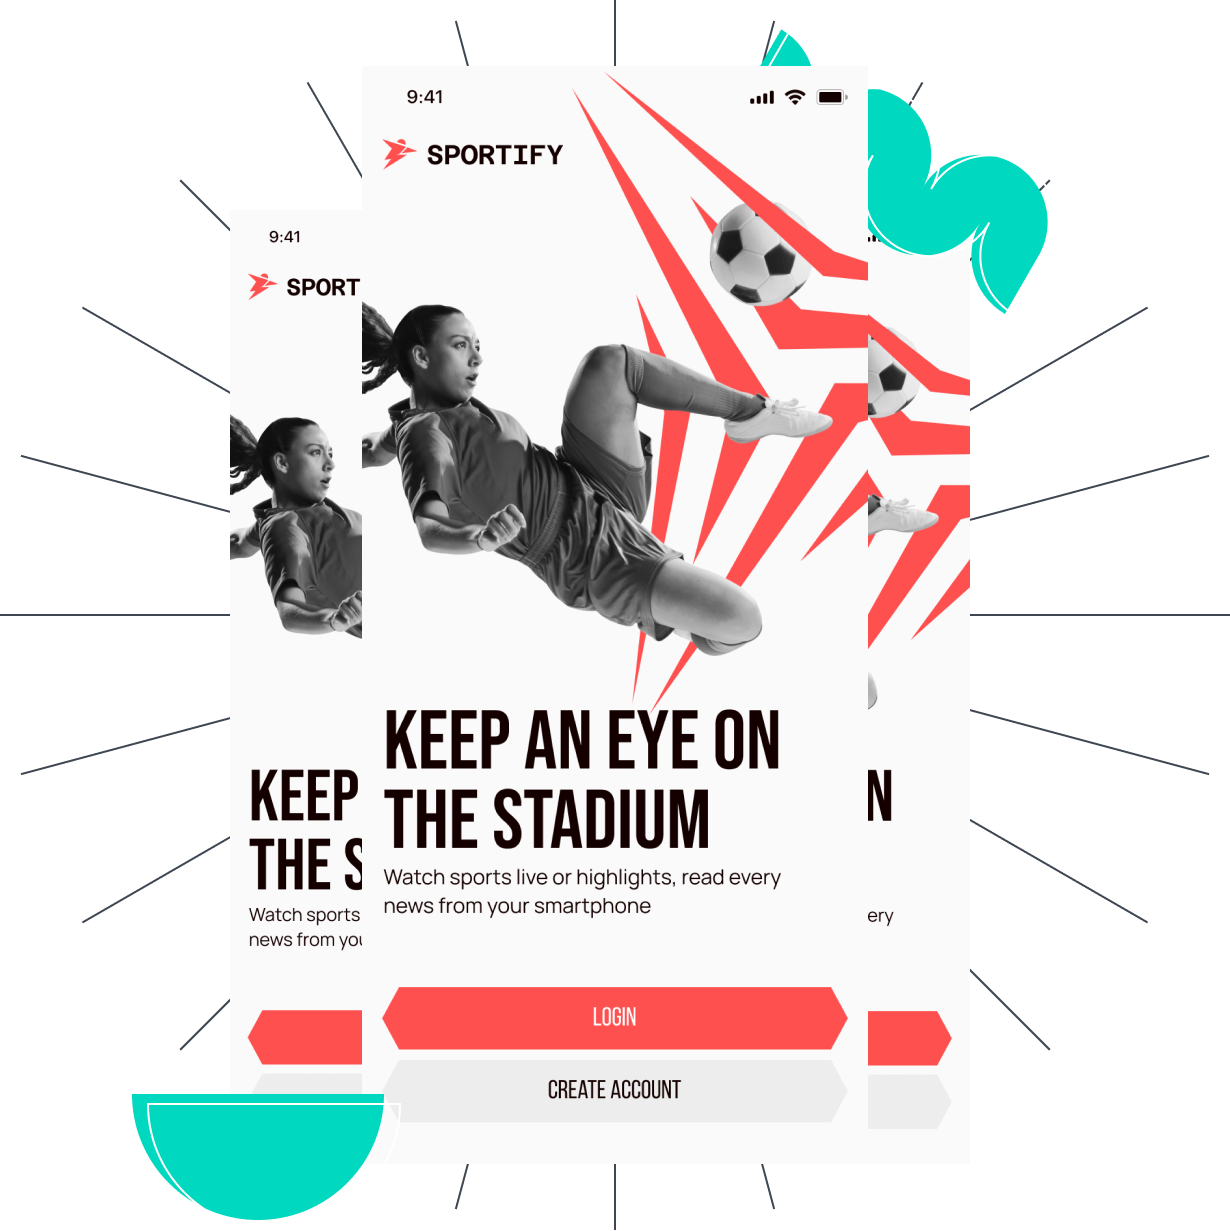 9:41
SPORTIFY
KEEP AN EYE ON
THE STADIUM
Watch sports live or highlights, read every
news from your smartphone
LOGIN
CREATE ACCOUNT
9:41
SPORT
KEEP
THE S
Watch sports
news from you
N
ery